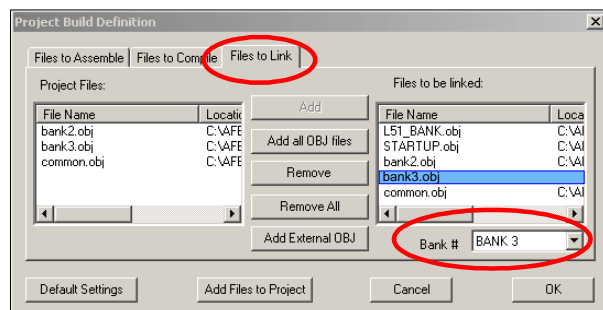 Project Build Definition
Files to Assemble Files to Compile Files to Link
Project Files:
Files to be linked:
File Name Locatic
bank2.obj C:\AFE
bank3.obj C:\AFE
common.obj C:\AFE
Add
Add all OBJ files
Remove
Remove All
Add External OBJ
File Name Loca
L51_BANK.obj C:\AI
STARTUP.obj C:\AI
bank2.obj C:\AI
bank3.obj
common.obj C:\AI
Bank # BANK 3
Default Settings Add Files to Project Cancel OK